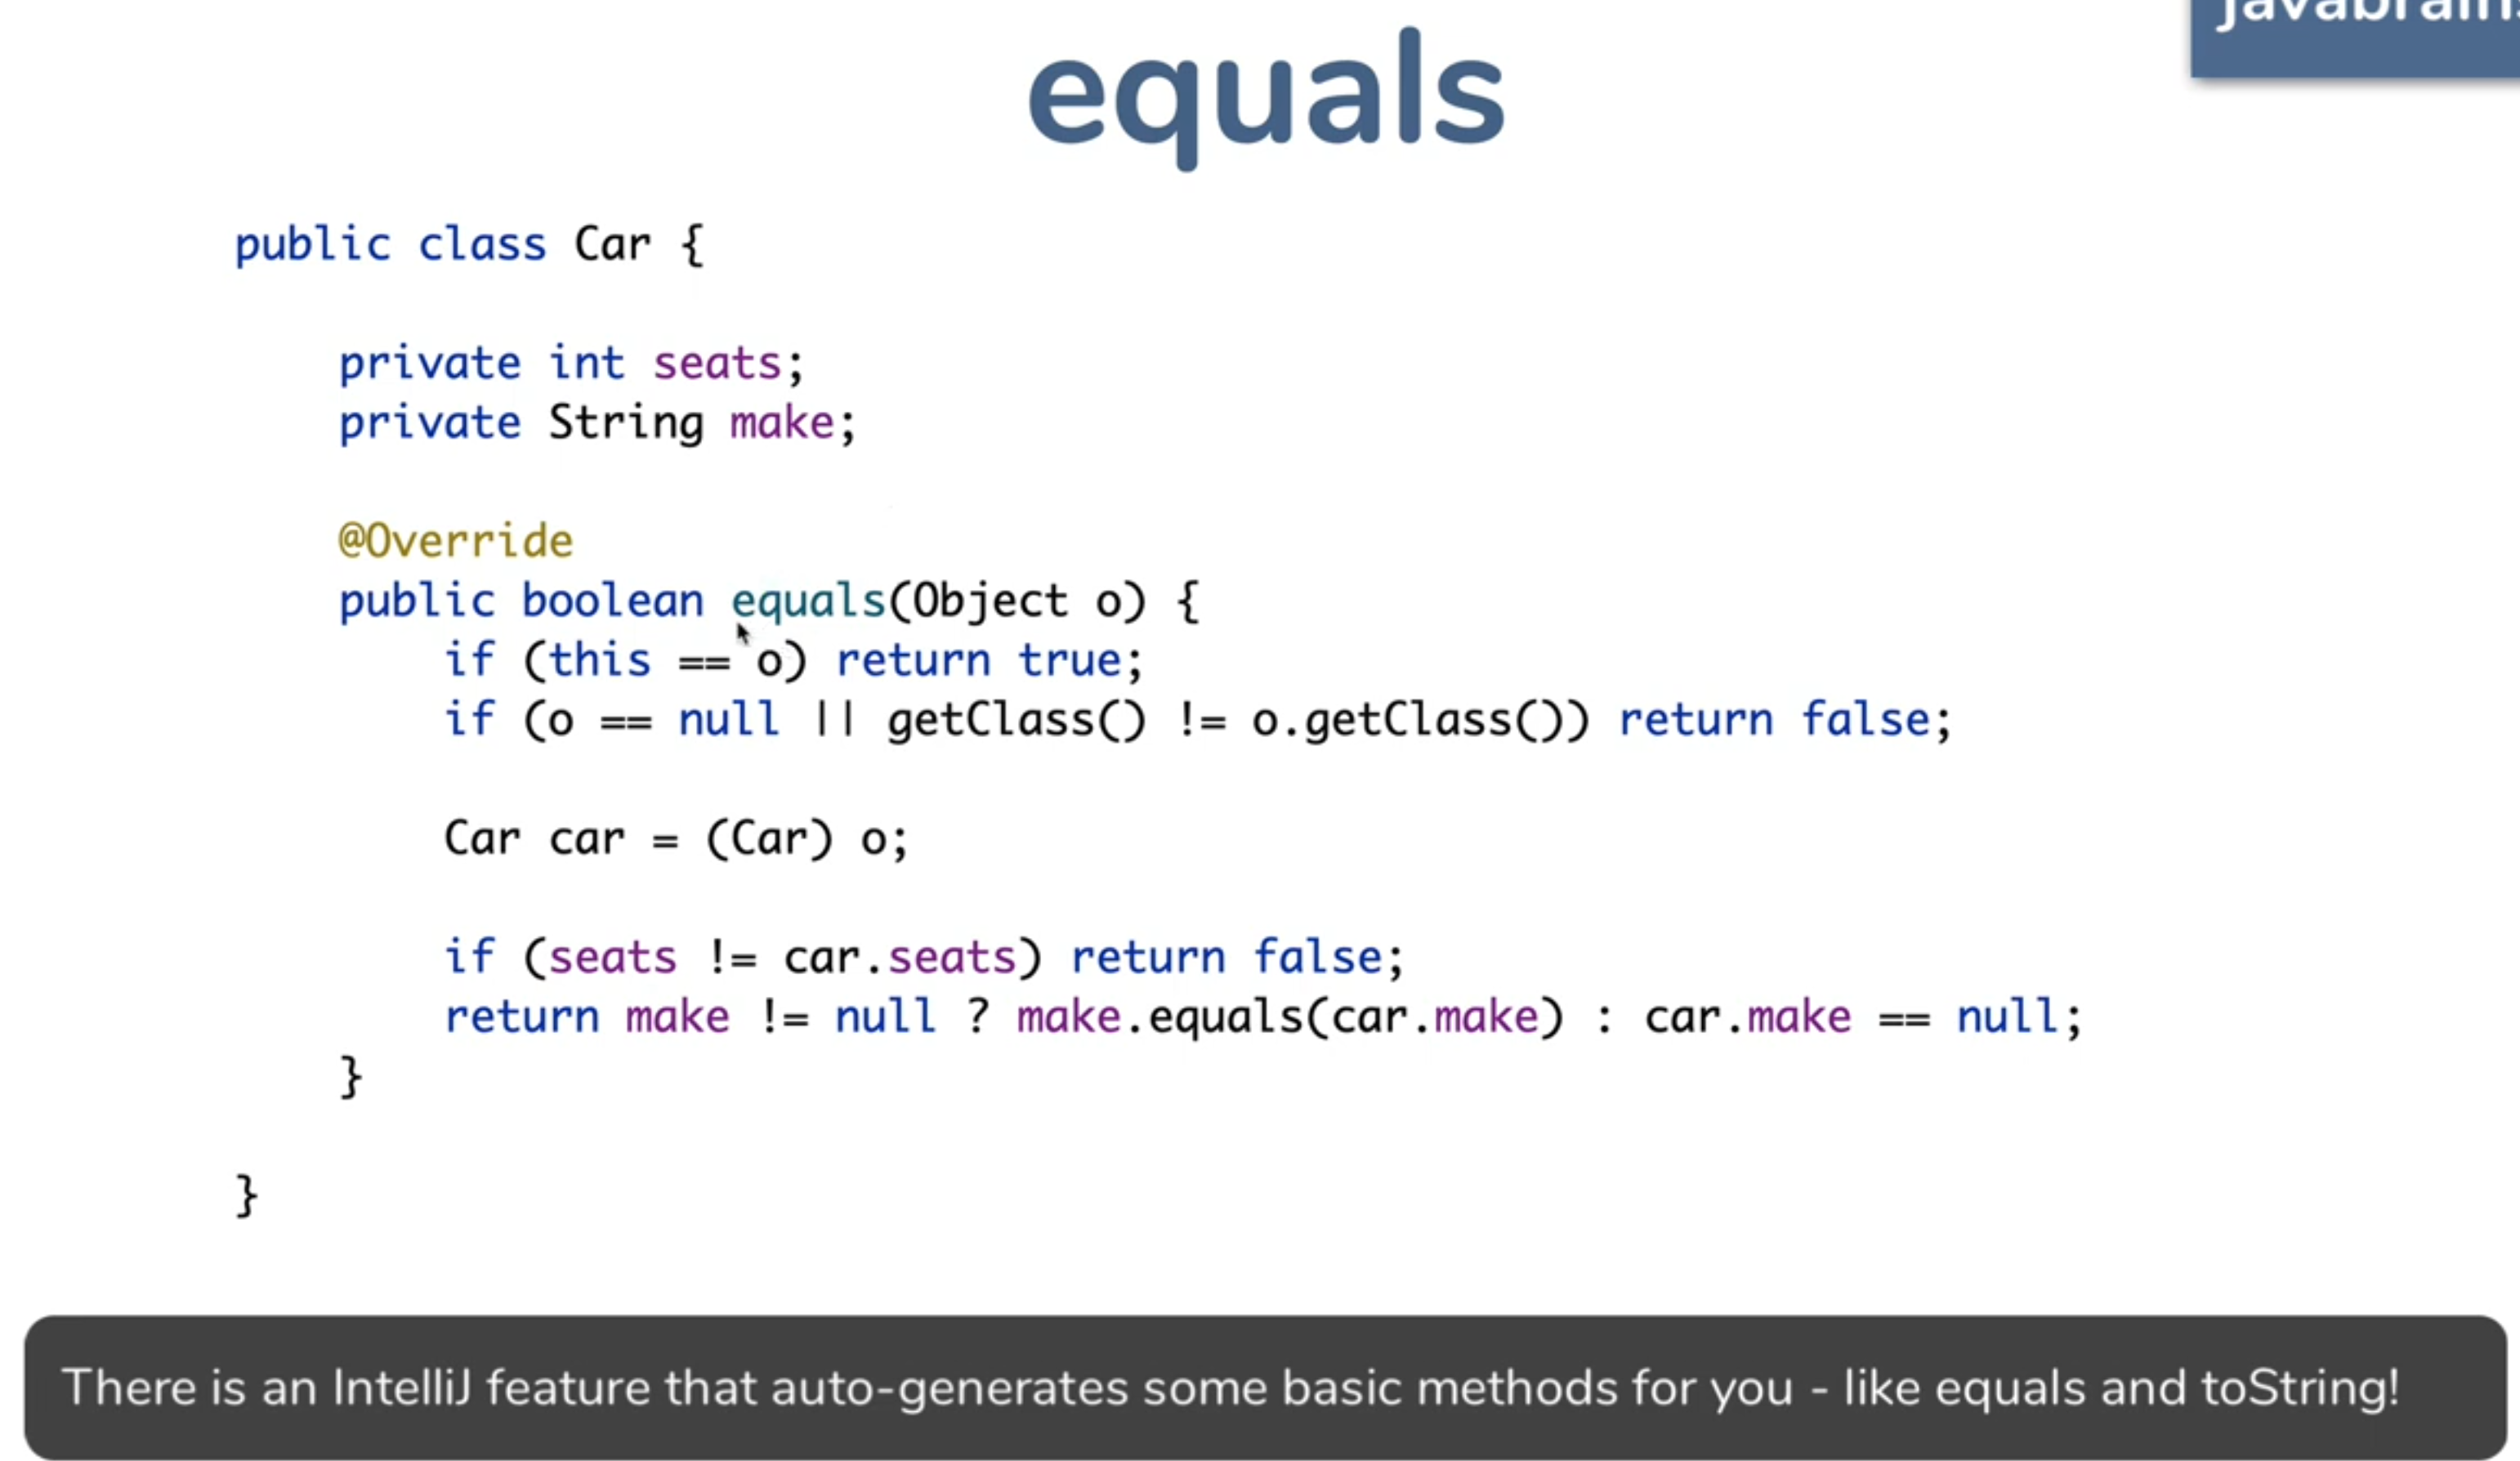 javabrains
equals
public class Car {
private int seats;
private String make;
@Override
public boolean equals(Object o) {
if (this == o) return true;
if (o == null || getClass() != o.getClass()) return false;
Car car = (Car) o;
if (seats != car.seats) return false;
return make != null ? make.equals(car.make) : car.make == null;
}
}
There is an IntelliJ feature that auto-generates some basic methods for you - like equals and toString!